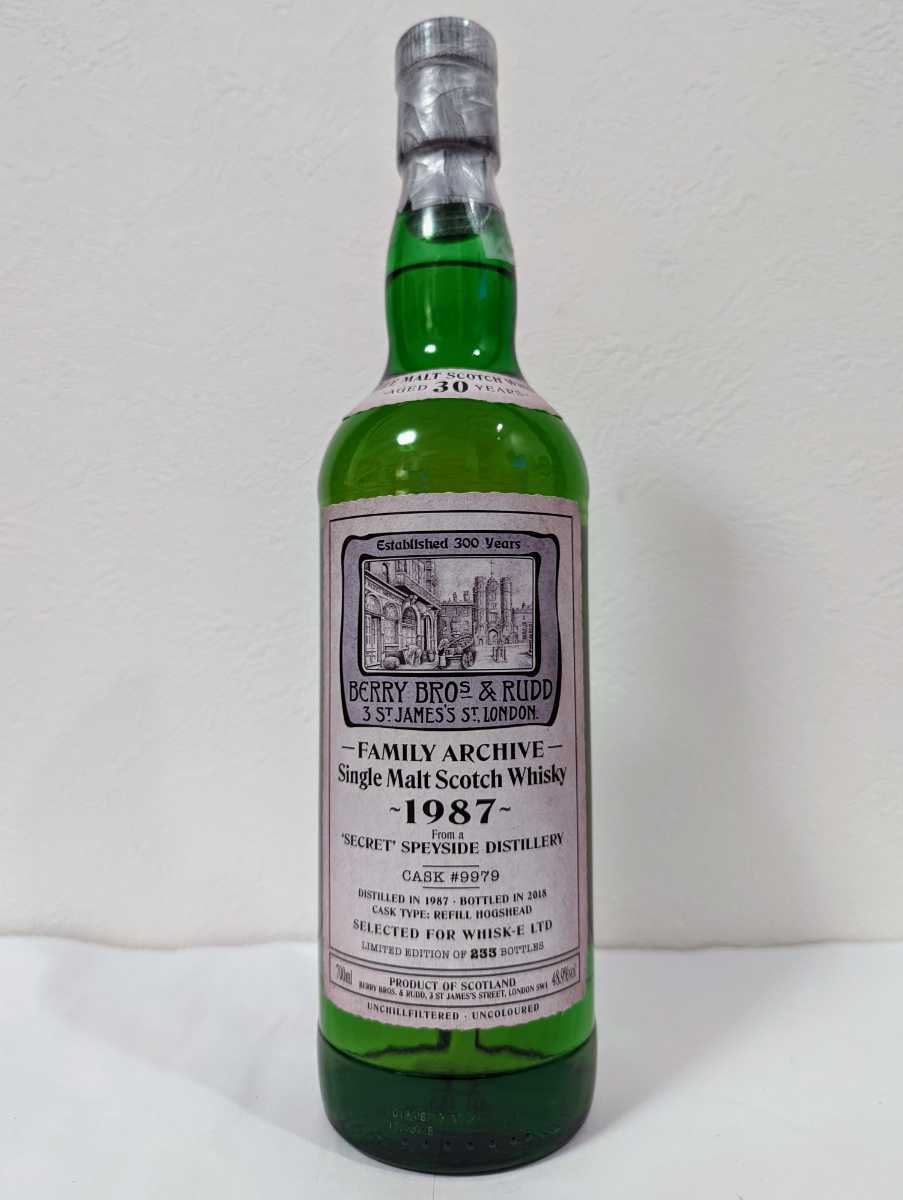 MALT SCOTCH
AGED 30 YEARS
Established 300 Years
BERRY BROS & RUDD
3 ST JAMES'S ST, LONDON.
—FAMILY ARCHIVE—
Single Malt Scotch Whisky
~1987~
From a
'SECRET' SPEYSIDE DISTILLERY
CASK #9979
DISTILLED IN 1987 · BOTTLED IN 2018
CASK TYPE: REFILL HOGSHEAD
SELECTED FOR WHISK-E LTD
LIMITED EDITION OF 233 BOTTLES
700ml PRODUCT OF SCOTLAND 48.9%vol
BERRY BROS. & RUDD, 3 ST JAMES'S STREET, LONDON SW1
UNCHILLFILTERED · UNCOLOURED